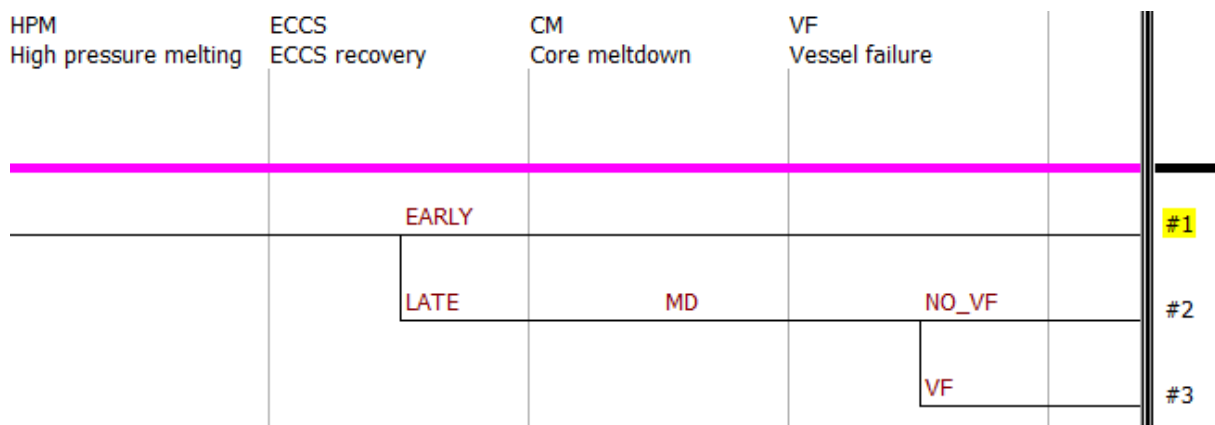 HPM ECCS CM VF
High pressure melting ECCS recovery Core meltdown Vessel failure
EARLY #1
LATE MD NO_VF #2
VF #3